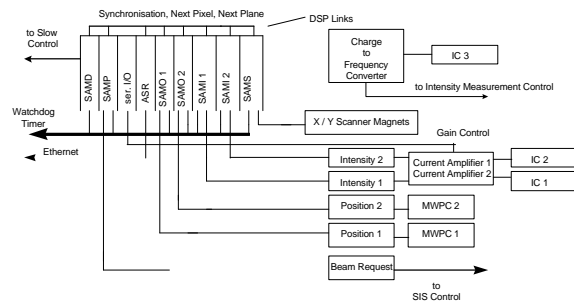 Synchronisation, Next Pixel, Next Plane
DSP Links
to Slow
Control
SAMD
SAMP
ser. I/O
ASR
SAMO 1
SAMO 2
SAMI 1
SAMI 2
SAMS
Charge
to
Frequency
Converter
IC 3
to Intensity Measurement Control
Watchdog
Timer
X / Y Scanner Magnets
Ethernet
Gain Control
Intensity 2
Current Amplifier 1
Current Amplifier 2
IC 2
Intensity 1
IC 1
Position 2
MWPC 2
Position 1
MWPC 1
Beam Request
to
SIS Control